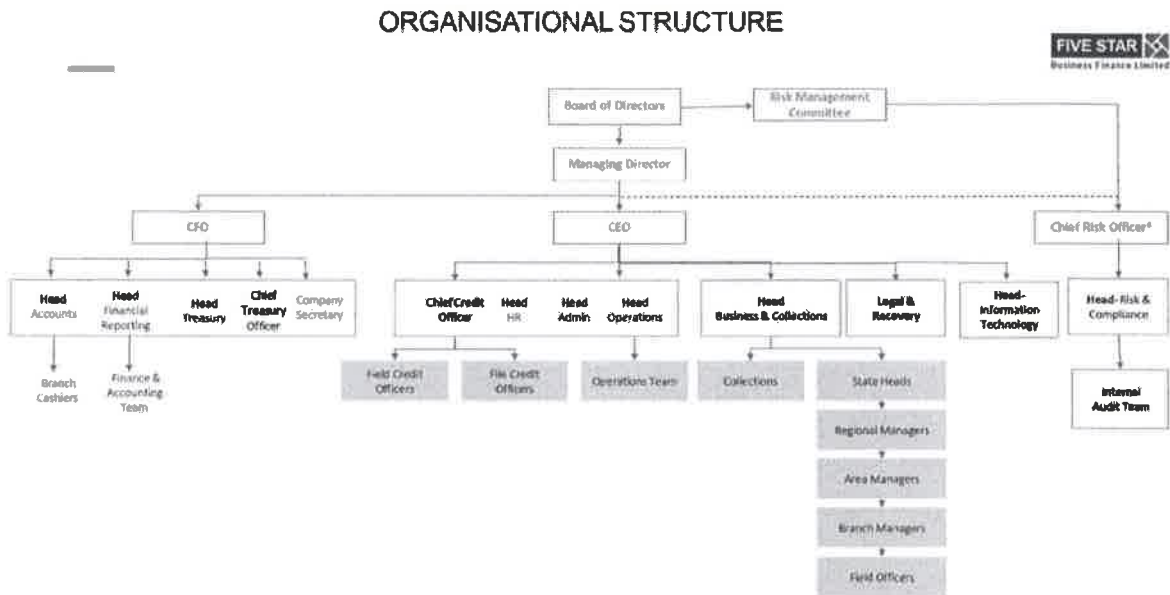 ORGANISATIONAL STRUCTURE
FIVE STAR
Business Finance Limited
Board of Directors
Risk Management
Committee
Managing Director
CFO
CEO
Chief Risk Officer*
Head
Accounts
Head
Financial
Reporting
Head
Treasury
Chief
Treasury
Officer
Company
Secretary
Chief Credit
Officer
Head
HR
Head
Admin
Head
Operations
Head
Business & Collections
Legal &
Recovery
Head-
Information
Technology
Head-Risk &
Compliance
Branch
Cashiers
Finance &
Accounting
Team
Field Credit
Officers
File Credit
Officers
Operations Team
Collections
State Heads
Internal
Audit Team
Regional Managers
Area Managers
Branch Managers
Field Officers